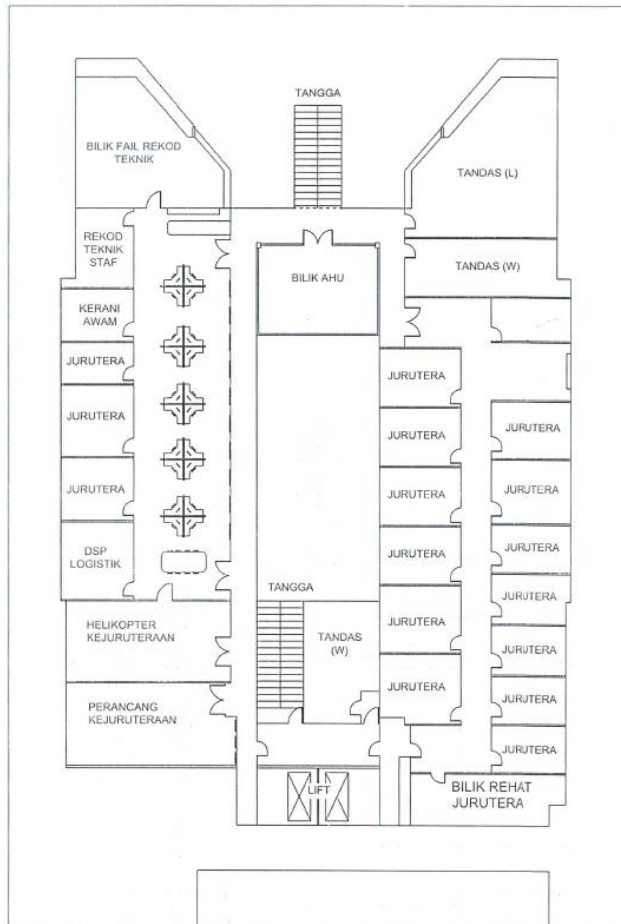 TANGGA
BILIK FAIL REKOD
TEKNIK
TANDAS (L)
REKOD
TEKNIK
STAF
BILIK AHU
TANDAS (W)
KERANI
AWAM
JURUTERA
JURUTERA
JURUTERA
DSP
LOGISTIK
JURUTERA
JURUTERA
JURUTERA
JURUTERA
JURUTERA
JURUTERA
JURUTERA
JURUTERA
JURUTERA
JURUTERA
JURUTERA
JURUTERA
JURUTERA
TANGGA
TANDAS
(W)
HELIKOPTER
KEJURUTERAAN
PERANCANG
KEJURUTERAAN
LIFT
BILIK REHAT
JURUTERA